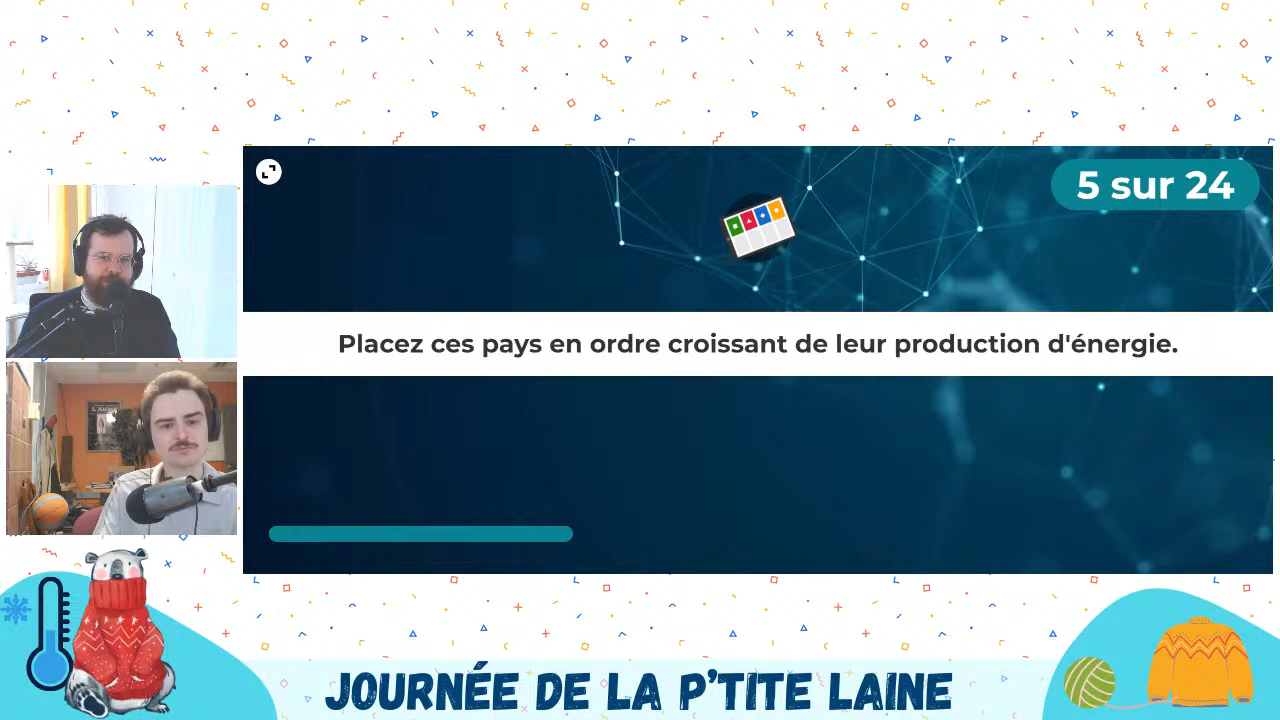 5 sur 24
Placez ces pays en ordre croissant de leur production d'énergie.
JOURNÉE DE LA P'TITE LAINE